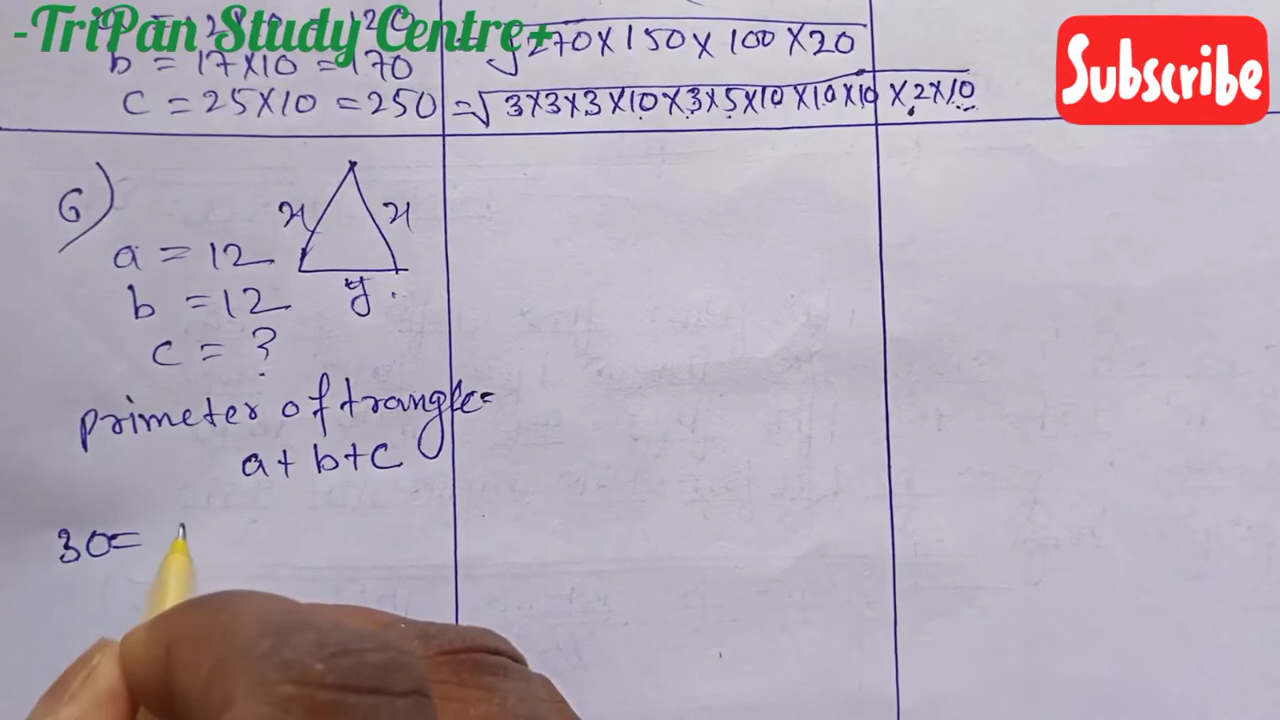 -TriPan Study Centre+
b = 17×10 = 170
c = 25×10 = 250
= √270×150×100×20
= √3×3×3×10×3×5×10×10×10×2×10
Subscribe
6)
x x
a = 12
y.
b = 12
c = ?
primeter of trangle=
a+b+c
30=